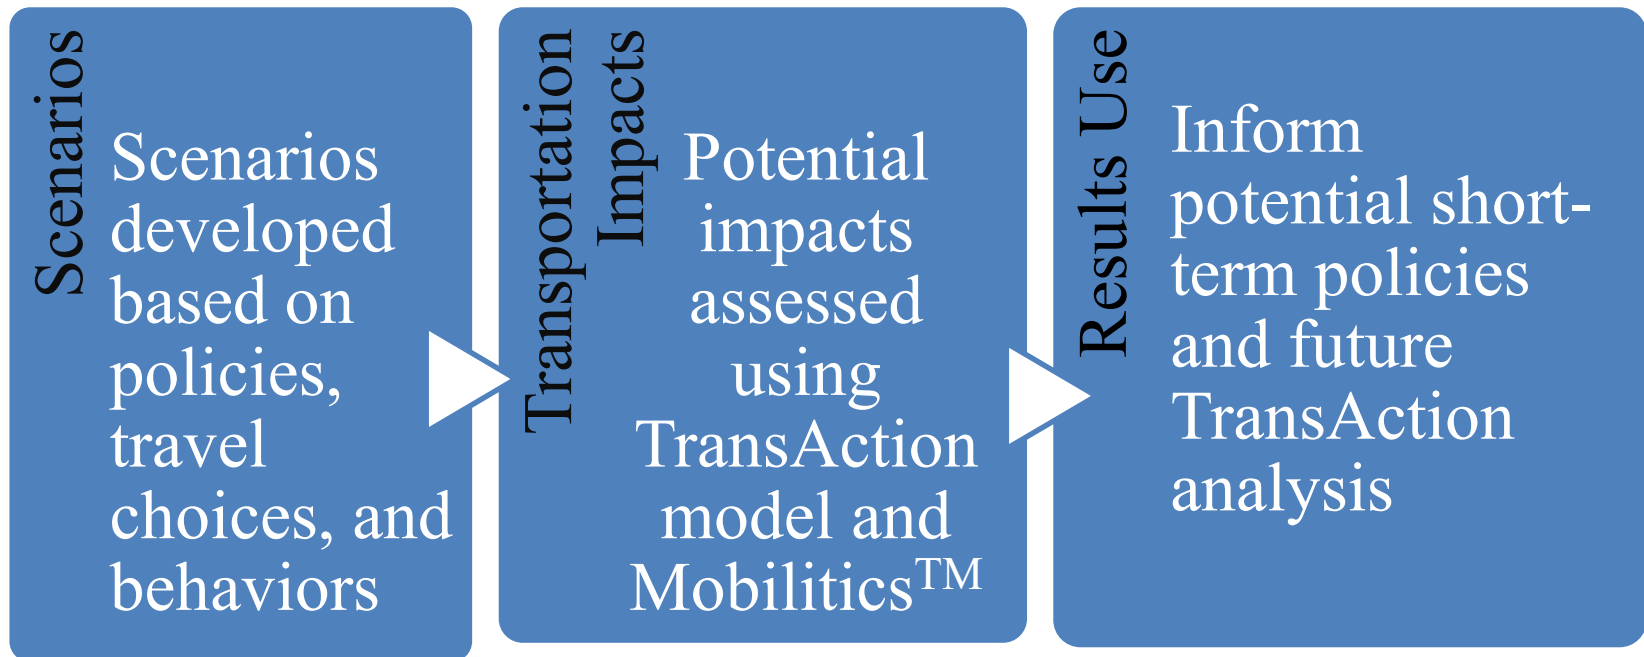 Scenarios
Scenarios
developed
based on
policies,
travel
choices, and
behaviors
Transportation
Impacts
Potential
impacts
assessed
using
TransAction
model and
Mobilitics™
Results Use
Inform
potential short-
term policies
and future
TransAction
analysis